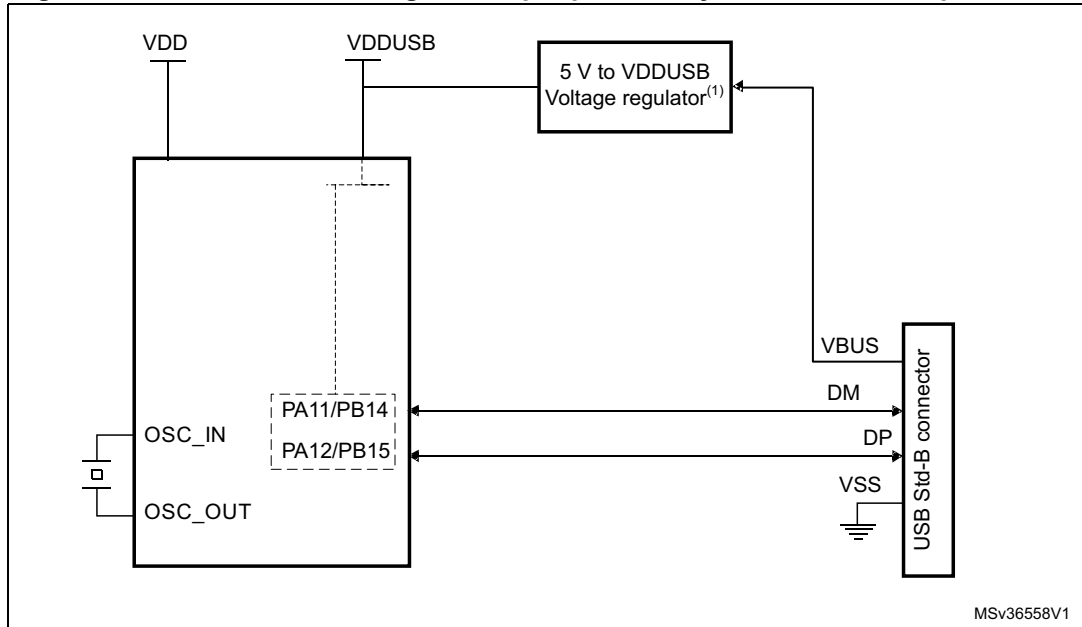 VDD
VDDUSB
5 V to VDDUSB
Voltage regulator(1)
VBUS
DM
DP
VSS
USB Std-B connector
PA11/PB14
PA12/PB15
OSC_IN
OSC_OUT
MSv36558V1